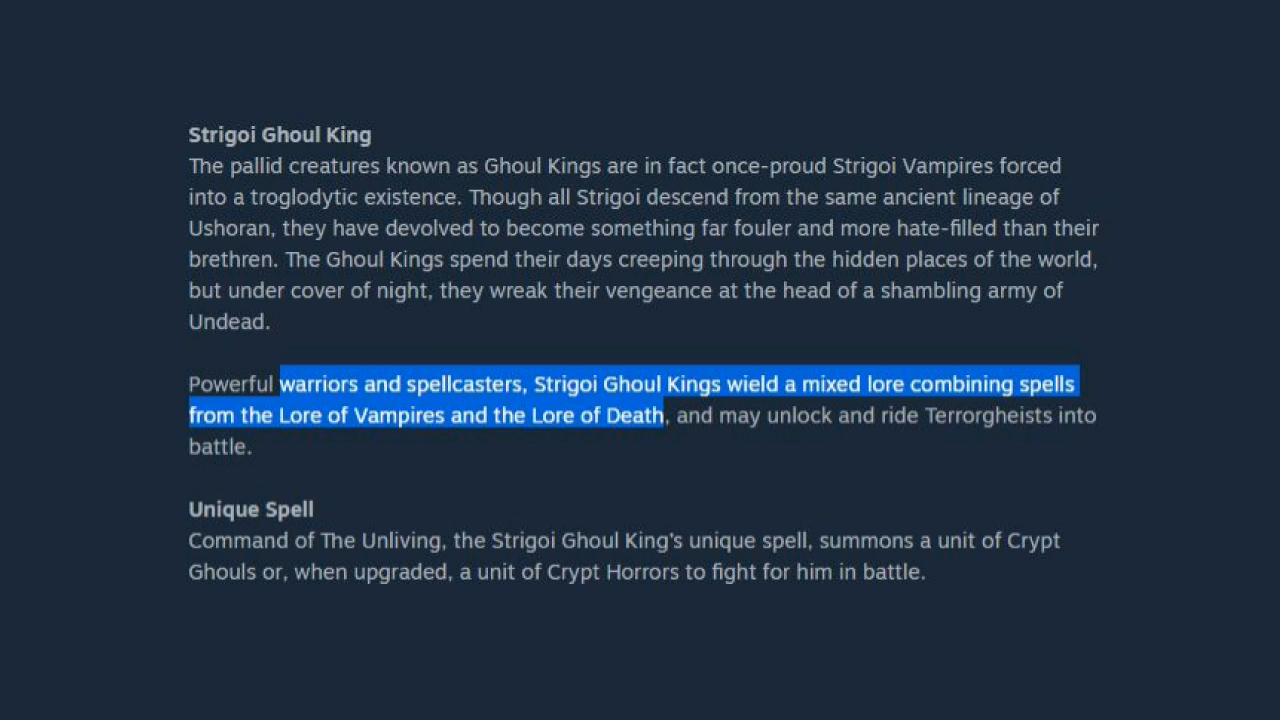 Strigoi Ghoul King
The pallid creatures known as Ghoul Kings are in fact once-proud Strigoi Vampires forced
into a troglodytic existence. Though all Strigoi descend from the same ancient lineage of
Ushoran, they have devolved to become something far fouler and more hate-filled than their
brethren. The Ghoul Kings spend their days creeping through the hidden places of the world,
but under cover of night, they wreak their vengeance at the head of a shambling army of
Undead.
Powerful warriors and spellcasters, Strigoi Ghoul Kings wield a mixed lore combining spells
from the Lore of Vampires and the Lore of Death, and may unlock and ride Terrorgheists into
battle.
Unique Spell
Command of The Unliving, the Strigoi Ghoul King's unique spell, summons a unit of Crypt
Ghouls or, when upgraded, a unit of Crypt Horrors to fight for him in battle.